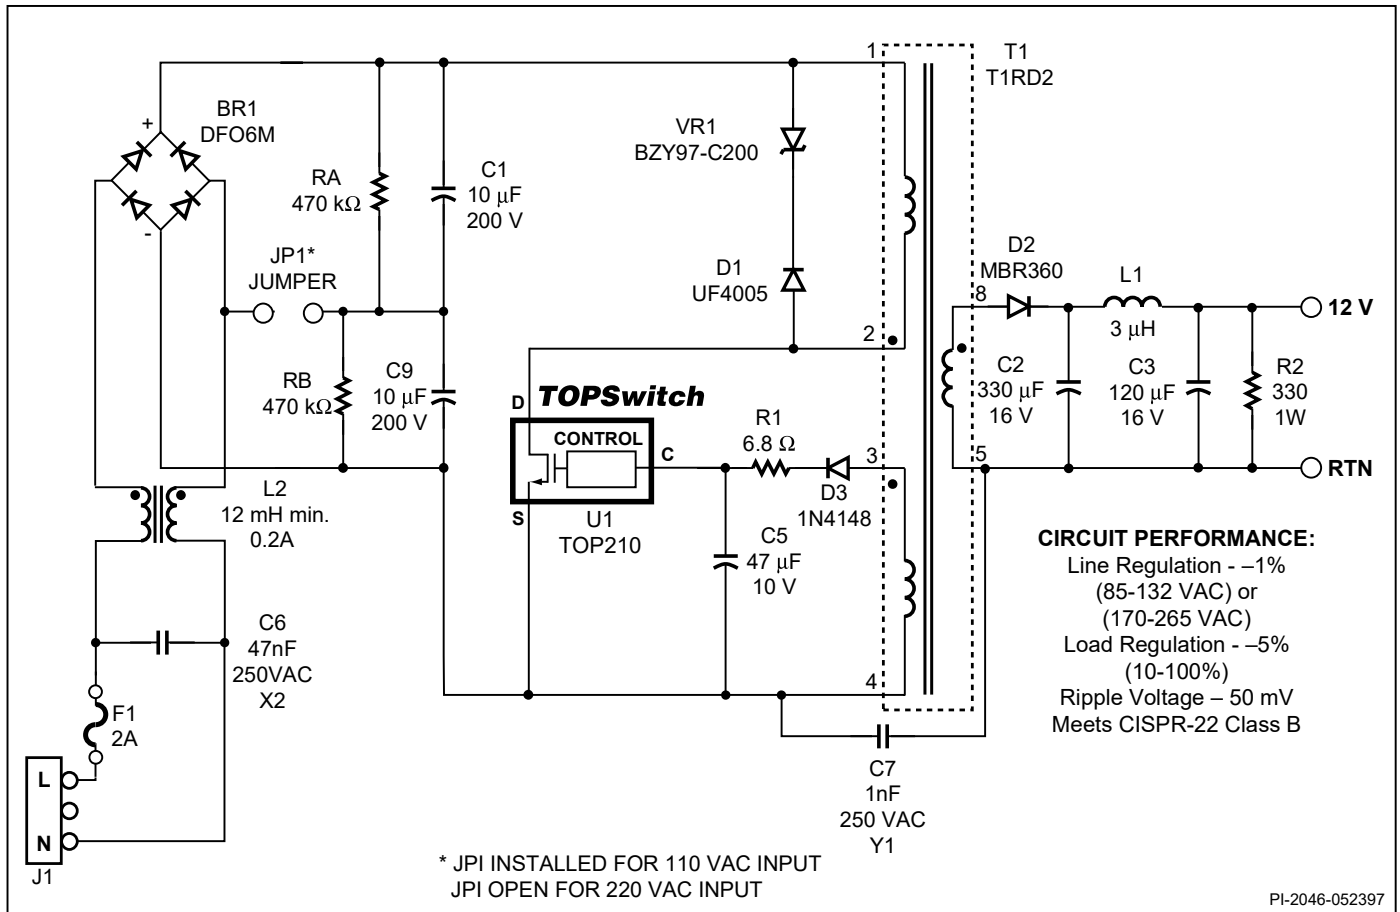 BR1
DFO6M
+
-
RA
470 kΩ
C1
10 μF
200 V
JP1*
JUMPER
RB
470 kΩ
C9
10 μF
200 V
VR1
BZY97-C200
D1
UF4005
1
2
T1
T1RD2
TOPSwitch
D
CONTROL
C
S
U1
TOP210
R1
6.8 Ω
D3
1N4148
3
4
C5
47 μF
10 V
D2
MBR360
8
L1
3 μH
12 V
C2
330 μF
16 V
C3
120 μF
16 V
R2
330
1W
5
RTN
L2
12 mH min.
0.2A
C6
47nF
250VAC
X2
F1
2A
L
N
J1
C7
1nF
250 VAC
Y1
CIRCUIT PERFORMANCE:
Line Regulation - –1%
(85-132 VAC) or
(170-265 VAC)
Load Regulation - –5%
(10-100%)
Ripple Voltage – 50 mV
Meets CISPR-22 Class B
* JPI INSTALLED FOR 110 VAC INPUT
JPI OPEN FOR 220 VAC INPUT
PI-2046-052397